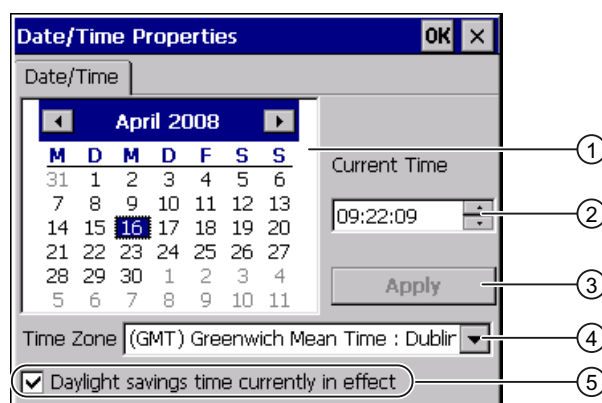 Date/Time Properties OK ×
Date/Time
April 2008
M D M D F S S
31 1 2 3 4 5 6
7 8 9 10 11 12 13
14 15 16 17 18 19 20
21 22 23 24 25 26 27
28 29 30 1 2 3 4
5 6 7 8 9 10 11
1
Current Time
09:22:09
2
Apply
3
Time Zone (GMT) Greenwich Mean Time : Dublin
4
Daylight savings time currently in effect
5